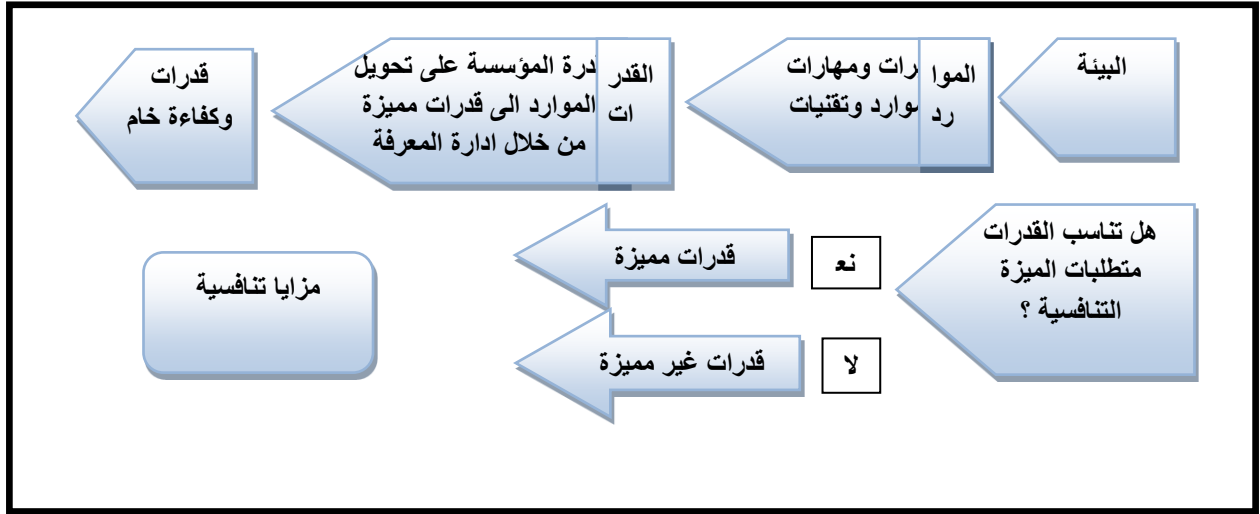 البيئة
الموا
رد
رات ومهارات
موارد وتقنيات
القدر
ات
درة المؤسسة على تحويل
الموارد الى قدرات مميزة
من خلال ادارة المعرفة
قدرات
وكفاءة خام
هل تناسب القدرات
متطلبات الميزة
التنافسية ؟
نع
قدرات مميزة
لا
قدرات غير مميزة
مزايا تنافسية